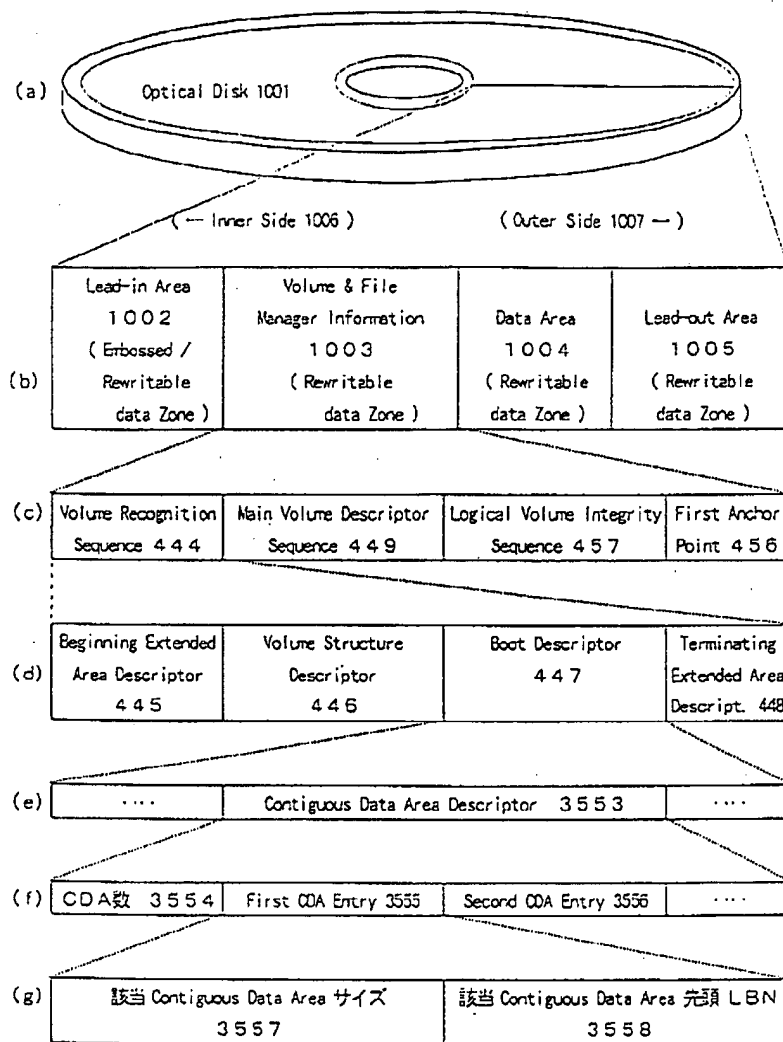 (a)
Optical Disk 1001
(← Inner Side 1006)
(Outer Side 1007 →)
(b)
Lead-in Area
1002
(Embossed /
Rewritable
data Zone)
Volume & File
Manager Information
1003
(Rewritable
data Zone)
Data Area
1004
(Rewritable
data Zone)
Lead-out Area
1005
(Rewritable
data Zone)
(c)
Volume Recognition
Sequence 444
Main Volume Descriptor
Sequence 449
Logical Volume Integrity
Sequence 457
First Anchor
Point 456
(d)
Beginning Extended
Area Descriptor
445
Volume Structure
Descriptor
446
Boot Descriptor
447
Terminating
Extended Area
Descript. 448
(e)
････
Contiguous Data Area Descriptor 3553
････
(f)
CDA数 3554
First CDA Entry 3555
Second CDA Entry 3556
････
(g)
該当 Contiguous Data Area サイズ
3557
該当 Contiguous Data Area 先頭 LBN
3558